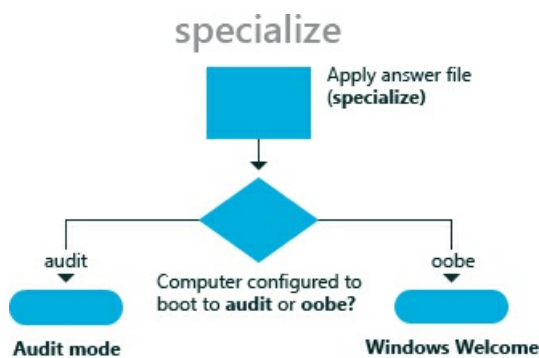 specialize
Apply answer file
(specialize)
audit
oobe
Computer configured to
boot to audit or oobe?
Audit mode
Windows Welcome